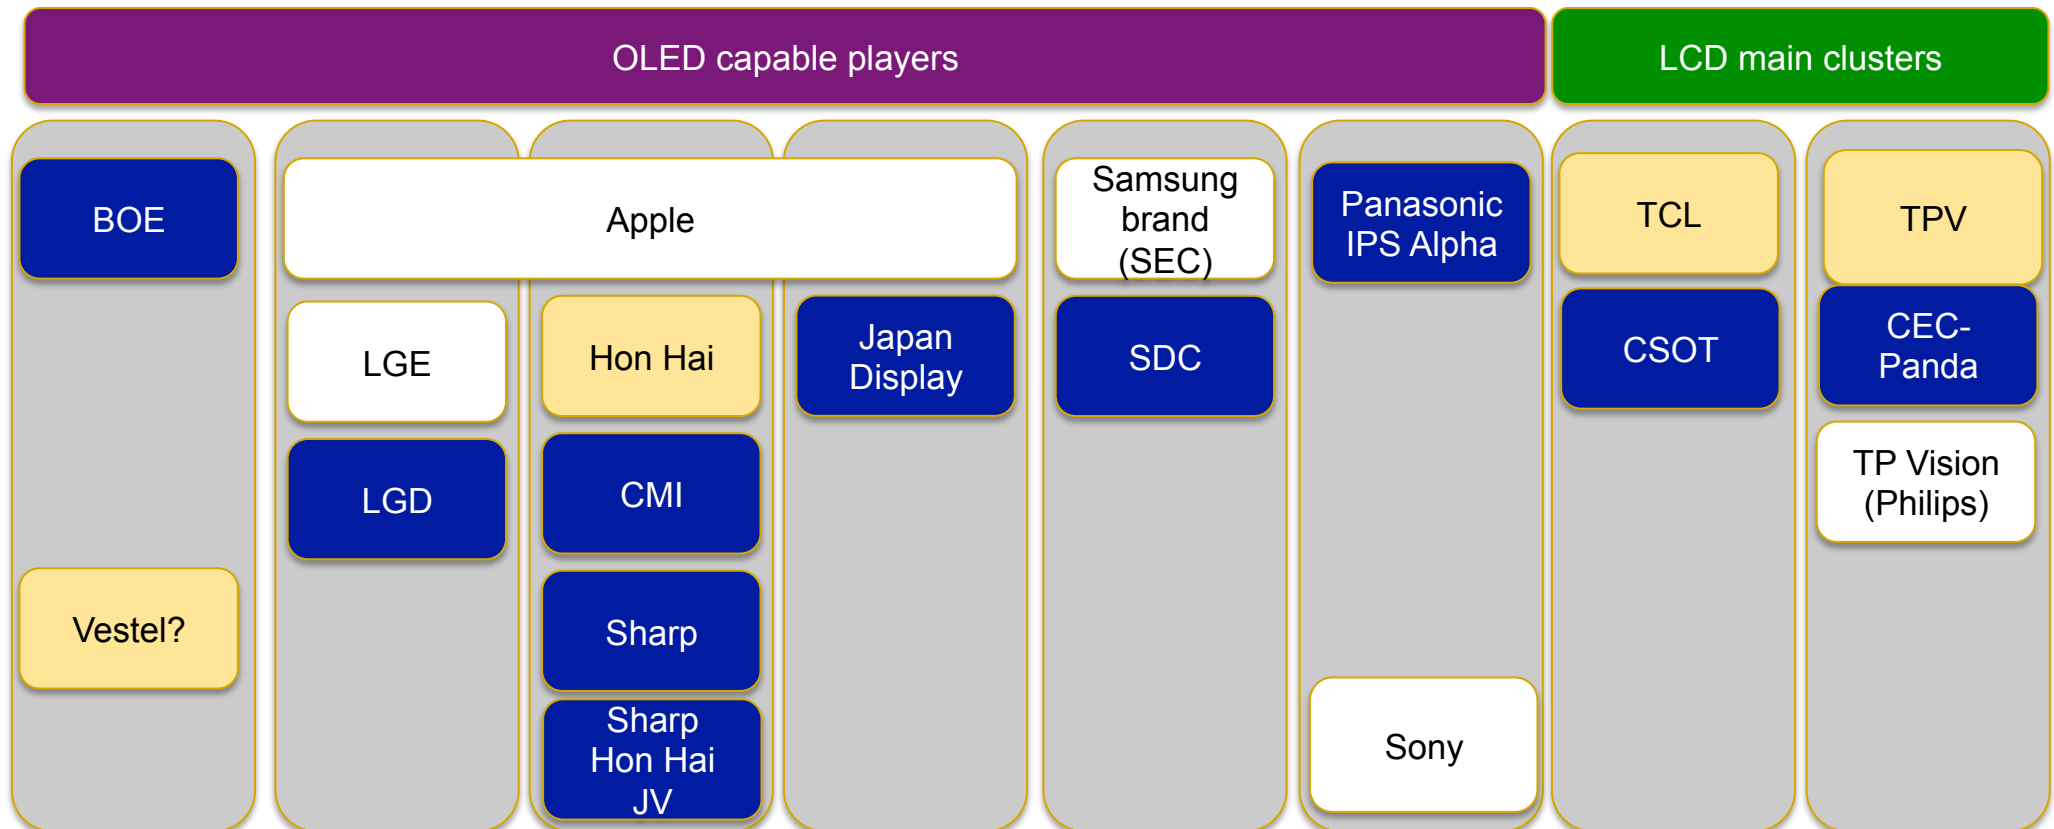 OLED capable players
LCD main clusters
BOE
Apple
Samsung
brand
(SEC)
Panasonic
IPS Alpha
TCL
TPV
LGE
Hon Hai
Japan
Display
SDC
CSOT
CEC-
Panda
LGD
CMI
TP Vision
(Philips)
Vestel?
Sharp
Sharp
Hon Hai
JV
Sony